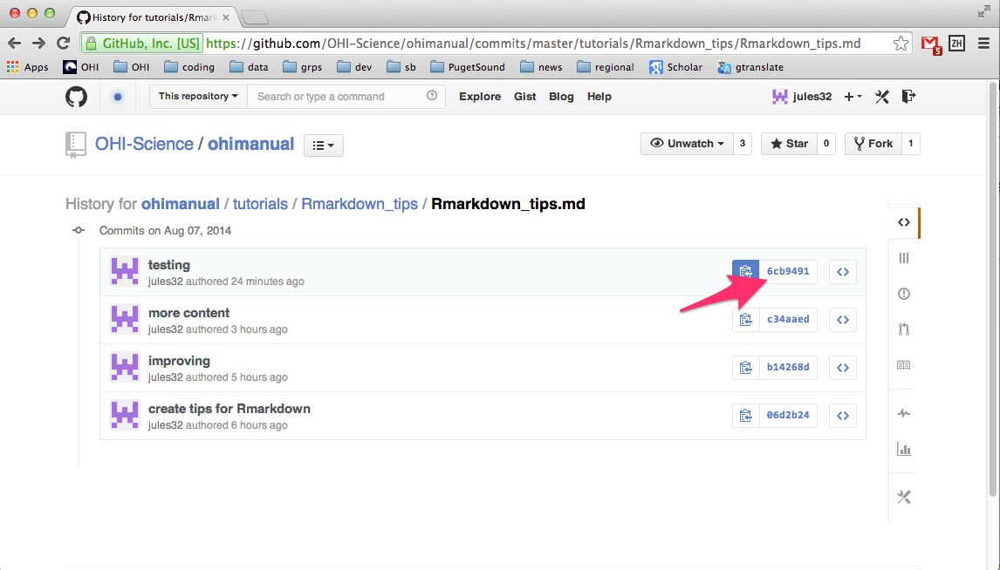 History for tutorials/Rmark
GitHub, Inc. [US] https://github.com/OHI-Science/ohimanual/commits/master/tutorials/Rmarkdown_tips/Rmarkdown_tips.md
5 ZH
Apps OHI OHI coding data grps dev sb PugetSound news regional Scholar gtranslate
This repository Search or type a command Explore Gist Blog Help jules32
OHI-Science / ohimanual Unwatch 3 Star 0 Fork 1
History for ohimanual / tutorials / Rmarkdown_tips / Rmarkdown_tips.md
Commits on Aug 07, 2014
testing
jules32 authored 24 minutes ago
6cb9491
more content
jules32 authored 3 hours ago
c34aaed
improving
jules32 authored 5 hours ago
b14268d
create tips for Rmarkdown
jules32 authored 6 hours ago
06d2b24